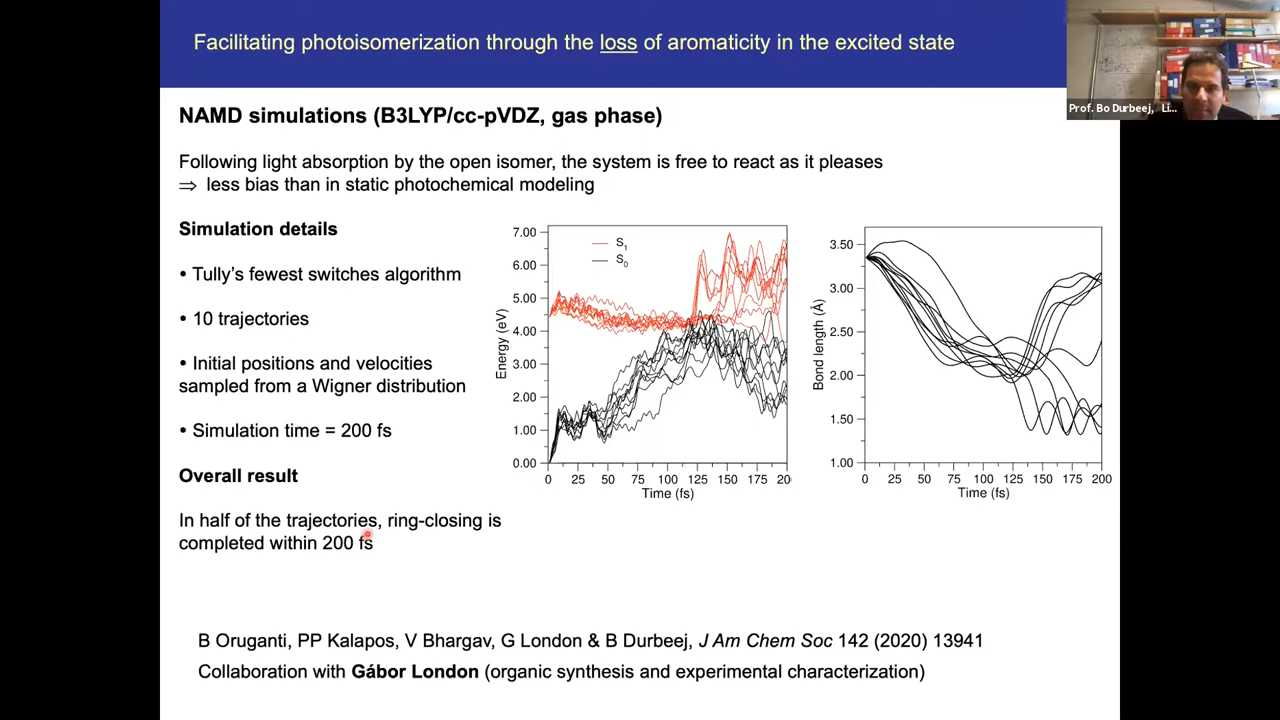 Facilitating photoisomerization through the loss of aromaticity in the excited state
Prof. Bo Durbeej, Li...
NAMD simulations (B3LYP/cc-pVDZ, gas phase)
Following light absorption by the open isomer, the system is free to react as it pleases
⇒ less bias than in static photochemical modeling
Simulation details
• Tully's fewest switches algorithm
• 10 trajectories
• Initial positions and velocities
sampled from a Wigner distribution
• Simulation time = 200 fs
Overall result
In half of the trajectories, ring-closing is
completed within 200 fs
Energy (eV)
7.00
6.00
5.00
4.00
3.00
2.00
1.00
0.00
S1
S0
0 25 50 75 100 125 150 175 20
Time (fs)
Bond length (Å)
3.50
3.00
2.50
2.00
1.50
1.00
0 25 50 75 100 125 150 175 200
Time (fs)
B Oruganti, PP Kalapos, V Bhargav, G London & B Durbeej, J Am Chem Soc 142 (2020) 13941
Collaboration with Gábor London (organic synthesis and experimental characterization)